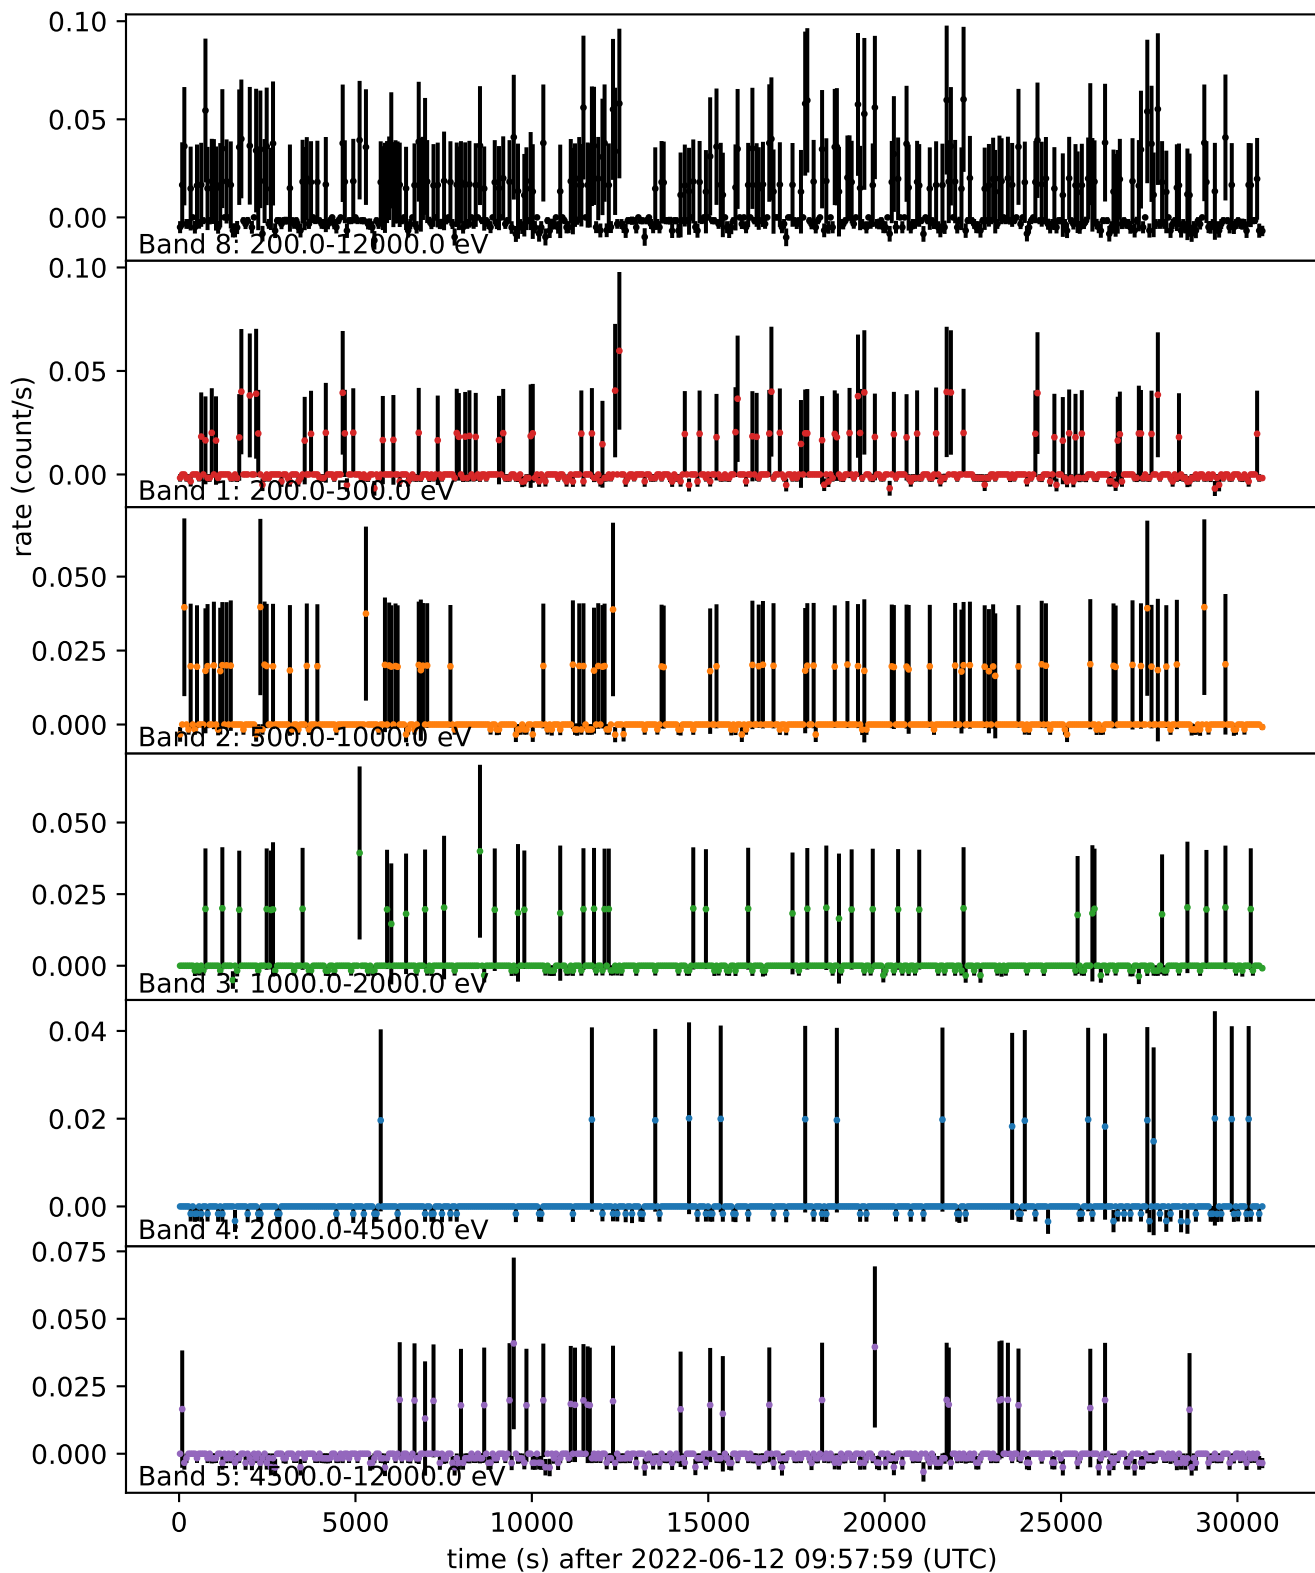 0.10
0.05
0.00
Band 8: 200.0-12000.0 eV
0.10
0.05
0.00
Band 1: 200.0-500.0 eV
rate (count/s)
0.050
0.025
0.000
Band 2: 500.0-1000.0 eV
0.050
0.025
0.000
Band 3: 1000.0-2000.0 eV
0.04
0.02
0.00
Band 4: 2000.0-4500.0 eV
0.075
0.050
0.025
0.000
Band 5: 4500.0-12000.0 eV
0 5000 10000 15000 20000 25000 30000
time (s) after 2022-06-12 09:57:59 (UTC)